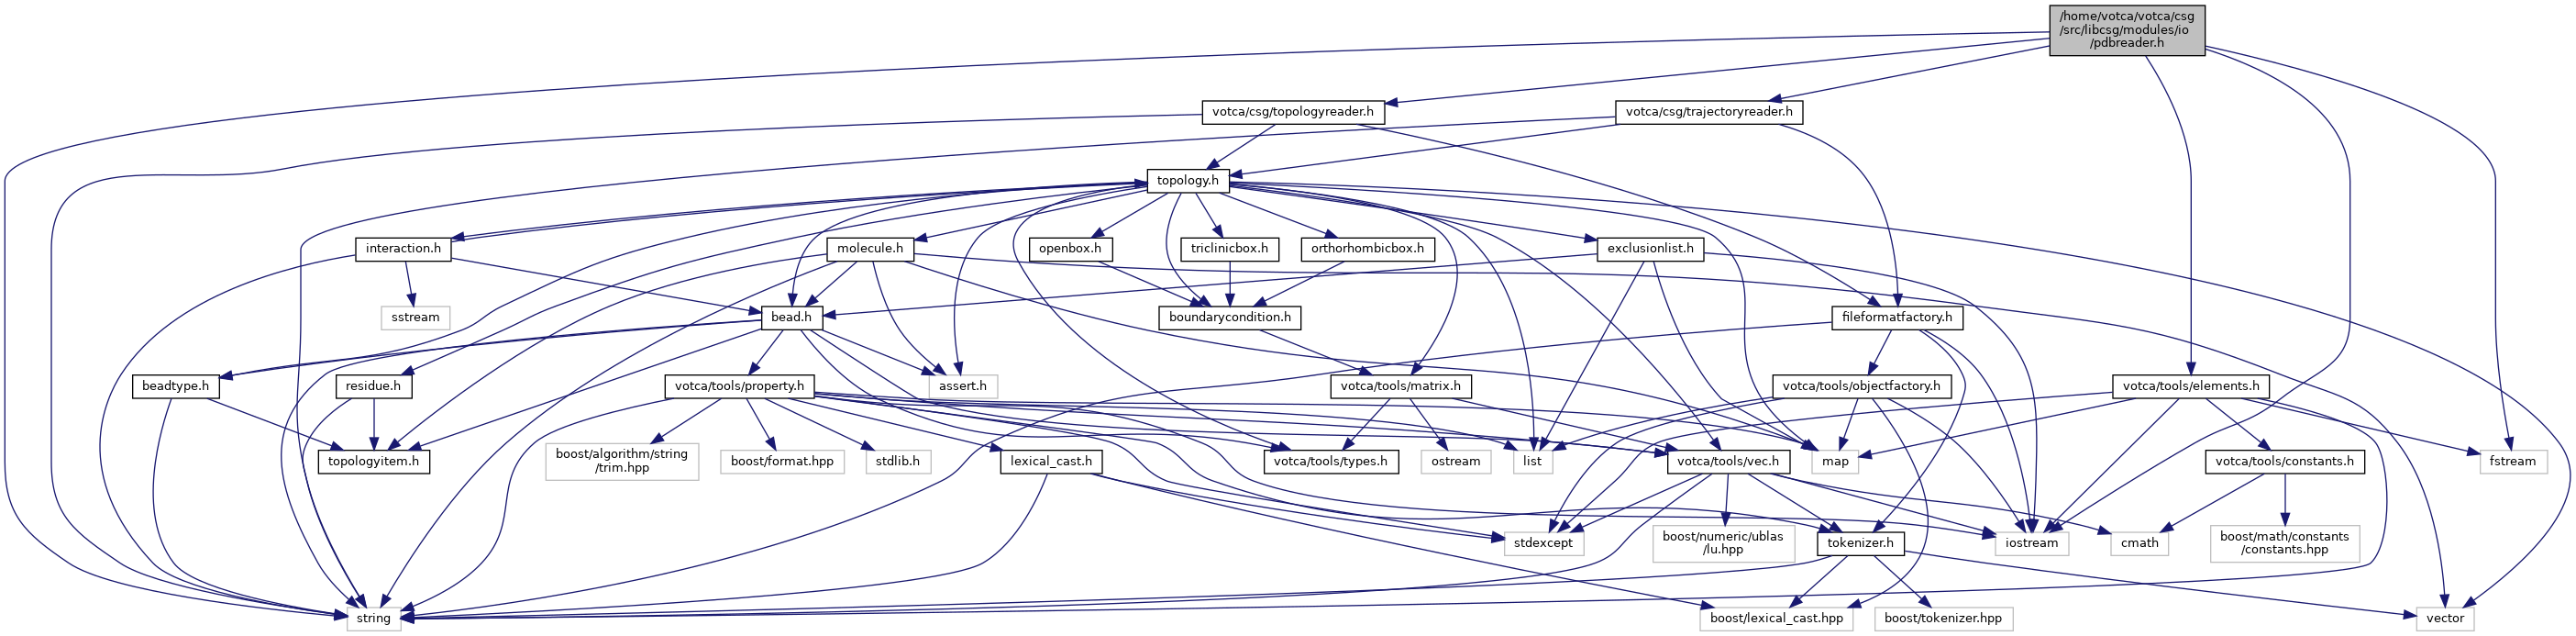 /home/votca/votca/csg
/src/libcsg/modules/io
/pdbreader.h
votca/csg/topologyreader.h
votca/csg/trajectoryreader.h
topology.h
interaction.h
molecule.h
openbox.h
triclinicbox.h
orthorhombicbox.h
exclusionlist.h
sstream
bead.h
boundarycondition.h
fileformatfactory.h
beadtype.h
residue.h
votca/tools/property.h
assert.h
votca/tools/matrix.h
votca/tools/objectfactory.h
votca/tools/elements.h
topologyitem.h
boost/algorithm/string
/trim.hpp
boost/format.hpp
stdlib.h
lexical_cast.h
votca/tools/types.h
ostream
list
votca/tools/vec.h
map
votca/tools/constants.h
fstream
stdexcept
boost/numeric/ublas
/lu.hpp
tokenizer.h
iostream
cmath
boost/math/constants
/constants.hpp
string
boost/lexical_cast.hpp
boost/tokenizer.hpp
vector